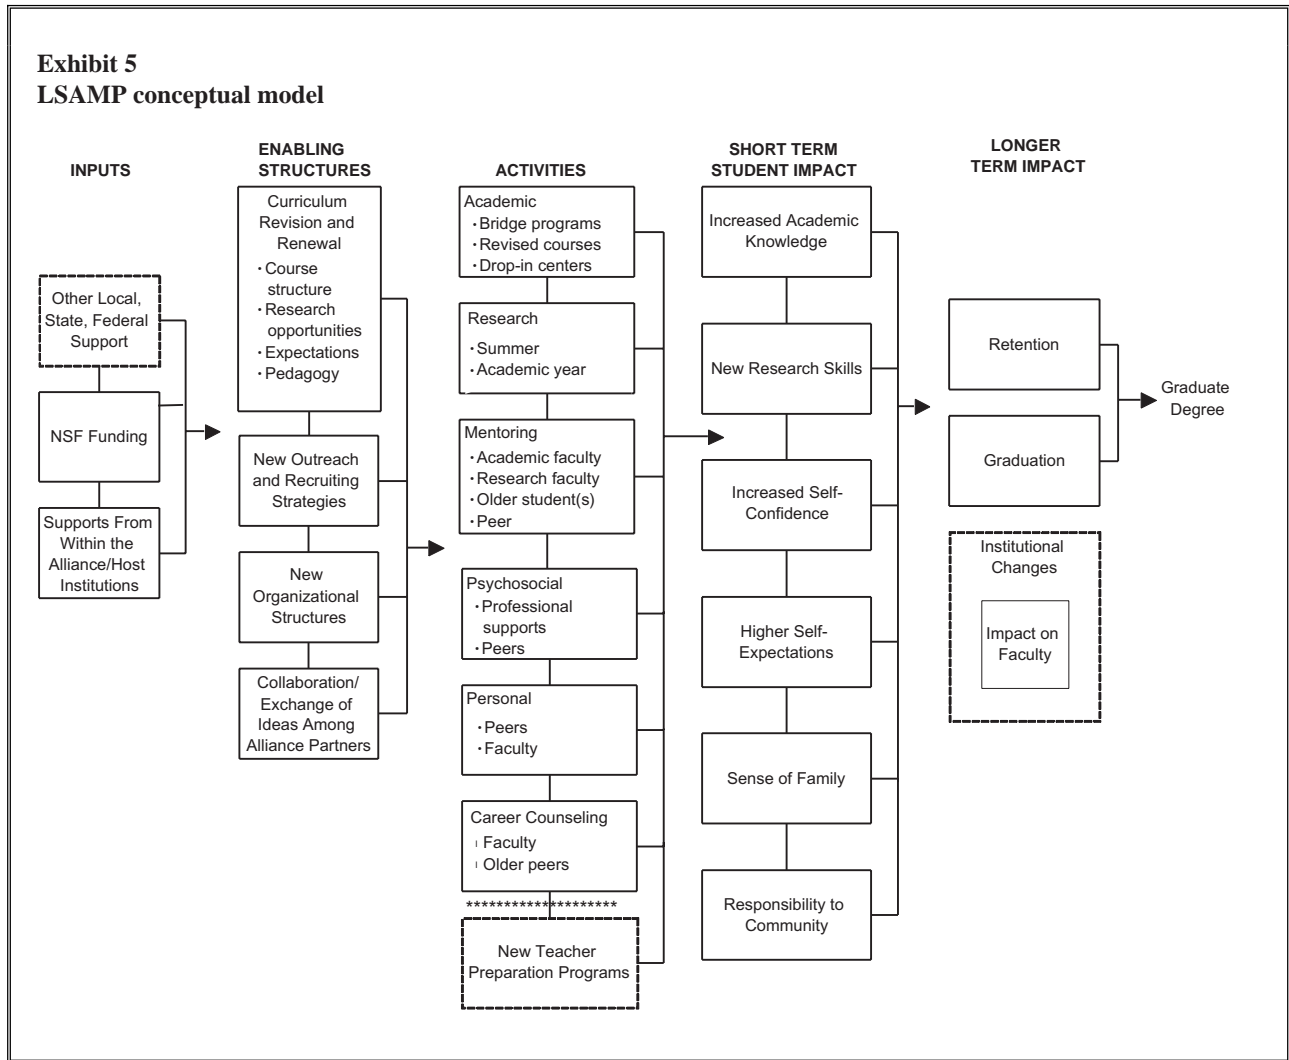 Exhibit 5
LSAMP conceptual model
INPUTS
Other Local,
State, Federal
Support
NSF Funding
Supports From
Within the
Alliance/Host
Institutions
ENABLING
STRUCTURES
Curriculum
Revision and
Renewal
· Course
structure
· Research
opportunities
· Expectations
· Pedagogy
New Outreach
and Recruiting
Strategies
New
Organizational
Structures
Collaboration/
Exchange of
Ideas Among
Alliance Partners
ACTIVITIES
Academic
· Bridge programs
· Revised courses
· Drop-in centers
Research
· Summer
· Academic year
Mentoring
· Academic faculty
· Research faculty
· Older student(s)
· Peer
Psychosocial
· Professional
supports
· Peers
Personal
· Peers
· Faculty
Career Counseling
Faculty
Older peers
********************
New Teacher
Preparation Programs
SHORT TERM
STUDENT IMPACT
Increased Academic
Knowledge
New Research Skills
Increased Self-
Confidence
Higher Self-
Expectations
Sense of Family
Responsibility to
Community
LONGER
TERM IMPACT
Retention
Graduation
Institutional
Changes
Impact on
Faculty
Graduate
Degree